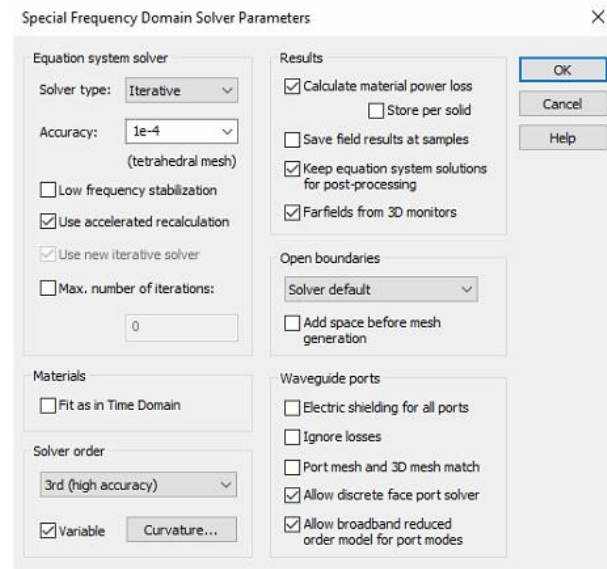 Special Frequency Domain Solver Parameters
Equation system solver
Solver type: Iterative
Accuracy: 1e-4
(tetrahedral mesh)
Low frequency stabilization
Use accelerated recalculation
Use new iterative solver
Max. number of iterations:
0
Materials
Fit as in Time Domain
Solver order
3rd (high accuracy)
Variable Curvature...
Results
Calculate material power loss
Store per solid
Save field results at samples
Keep equation system solutions
for post-processing
Farfields from 3D monitors
Open boundaries
Solver default
Add space before mesh
generation
Waveguide ports
Electric shielding for all ports
Ignore losses
Port mesh and 3D mesh match
Allow discrete face port solver
Allow broadband reduced
order model for port modes
OK
Cancel
Help